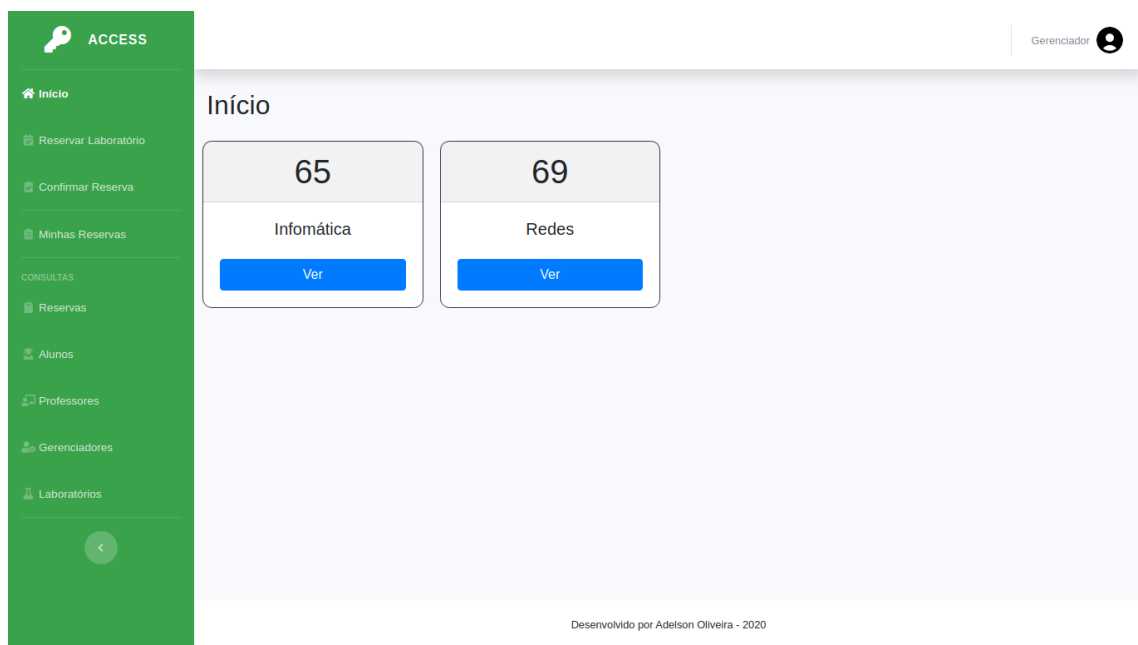 ACCESS
Gerenciador
Início
Reservar Laboratório
Confirmar Reserva
Minhas Reservas
CONSULTAS
Reservas
Alunos
Professores
Gerenciadores
Laboratórios
Início
65
Infomática
Ver
69
Redes
Ver
Desenvolvido por Adelson Oliveira - 2020